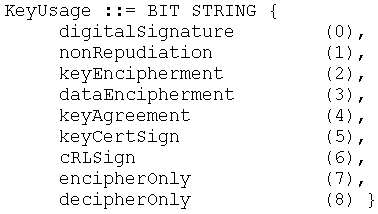 KeyUsage ::= BIT STRING {
digitalSignature (0),
nonRepudiation (1),
keyEncipherment (2),
dataEncipherment (3),
keyAgreement (4),
keyCertSign (5),
cRLSign (6),
encipherOnly (7),
decipherOnly (8) }